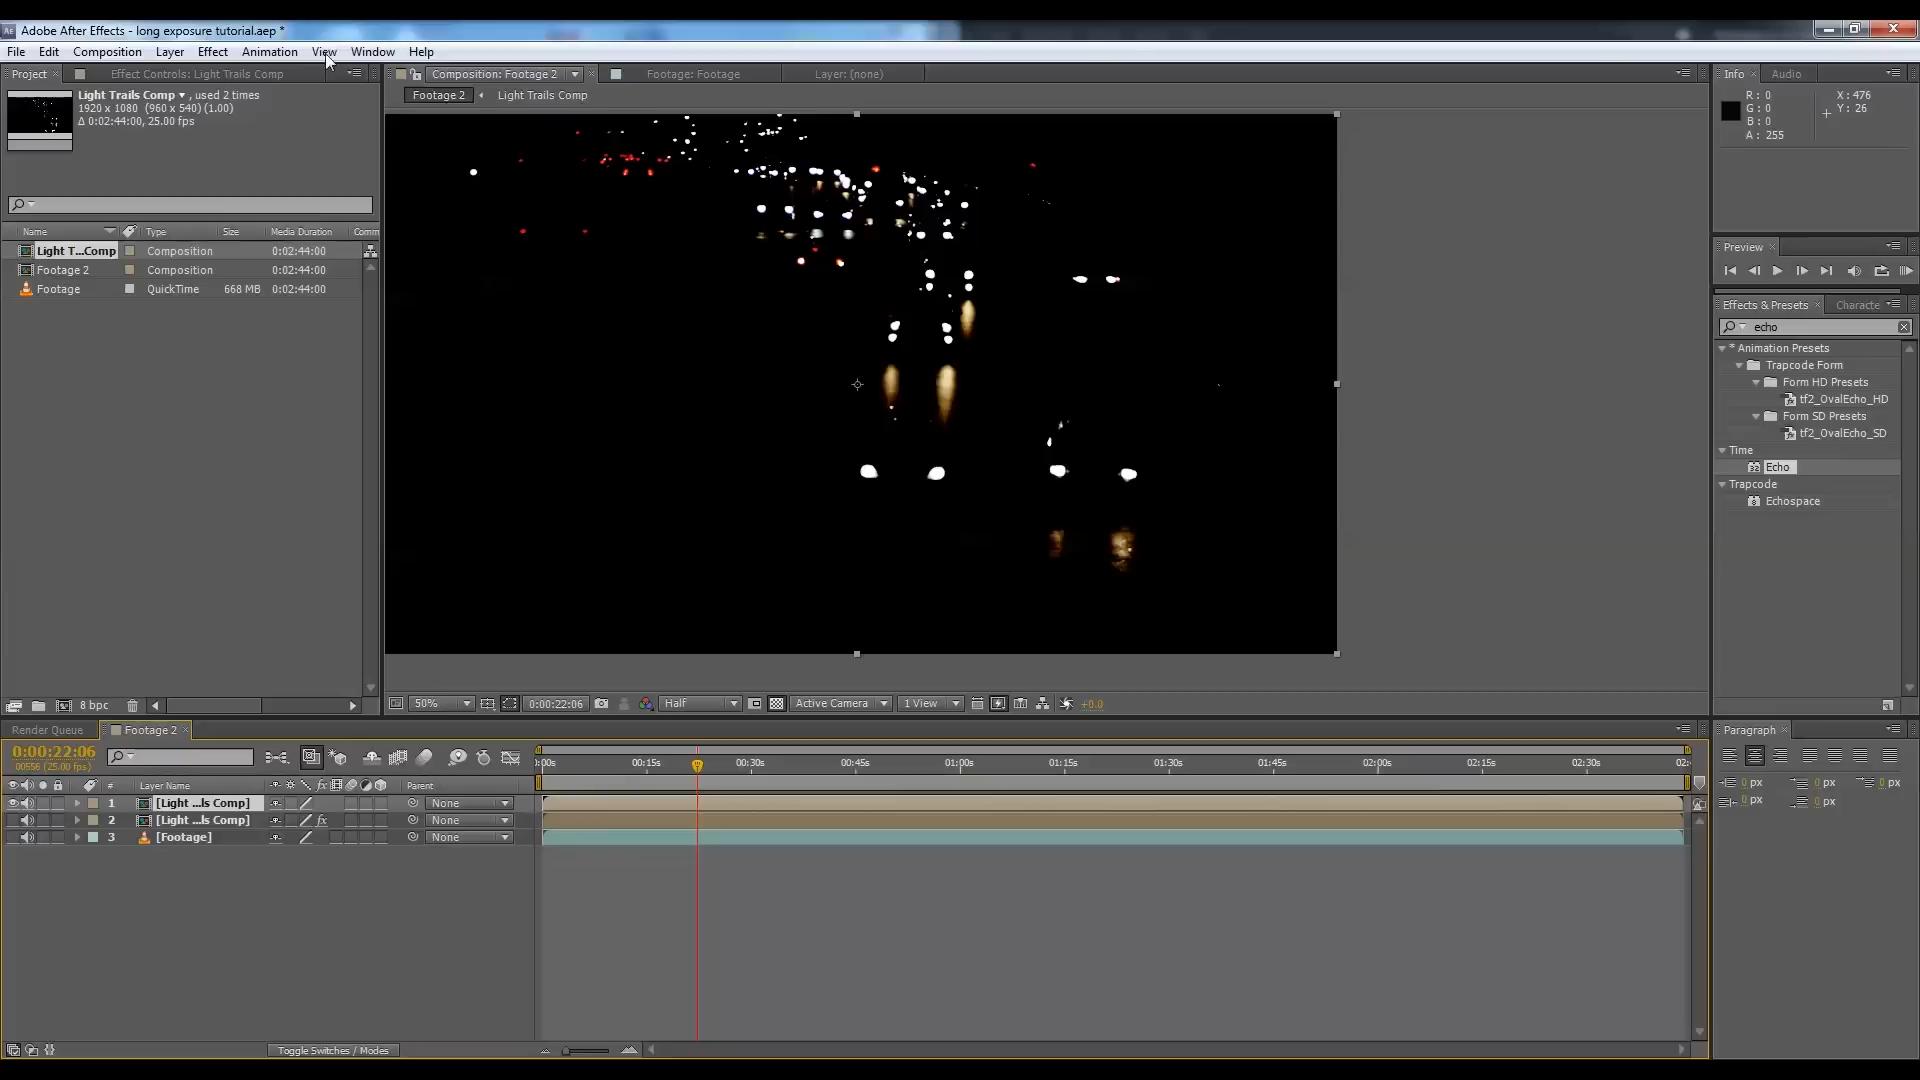 Adobe After Effects - long exposure tutorial.aep *
File Edit Composition Layer Effect Animation View Window Help
Project Effect Controls: Light Trails Comp
Light Trails Comp , used 2 times
1920 x 1080 (960 x 540) (1.00)
Δ 0:02:44:00, 25.00 fps
Name Type Size Media Duration Comm
Light T...Comp Composition 0:02:44:00
Footage 2 Composition 0:02:44:00
Footage QuickTime 668 MB 0:02:44:00
8 bpc
Composition: Footage 2 Footage: Footage Layer: (none)
Footage 2 Light Trails Comp
50% 0:00:22:06 Half Active Camera 1 View +0.0
Info Audio
R: 0 X: 476
G: 0 Y: 26
B: 0
A: 255
Preview
Effects & Presets Characte
echo
* Animation Presets
Trapcode Form
Form HD Presets
tf2_OvalEcho_HD
Form SD Presets
tf2_OvalEcho_SD
Time
Echo
Trapcode
Echospace
Render Queue Footage 2
0:00:22:06
00556 (25.00 fps)
# Layer Name Parent
1 [Light ...ls Comp] None
2 [Light ...ls Comp] fx None
3 [Footage] None
00:15s 00:30s 00:45s 01:00s 01:15s 01:30s 01:45s 02:00s 02:15s 02:30s
Toggle Switches / Modes
Paragraph
0 px 0 px 0 px
0 px 0 px